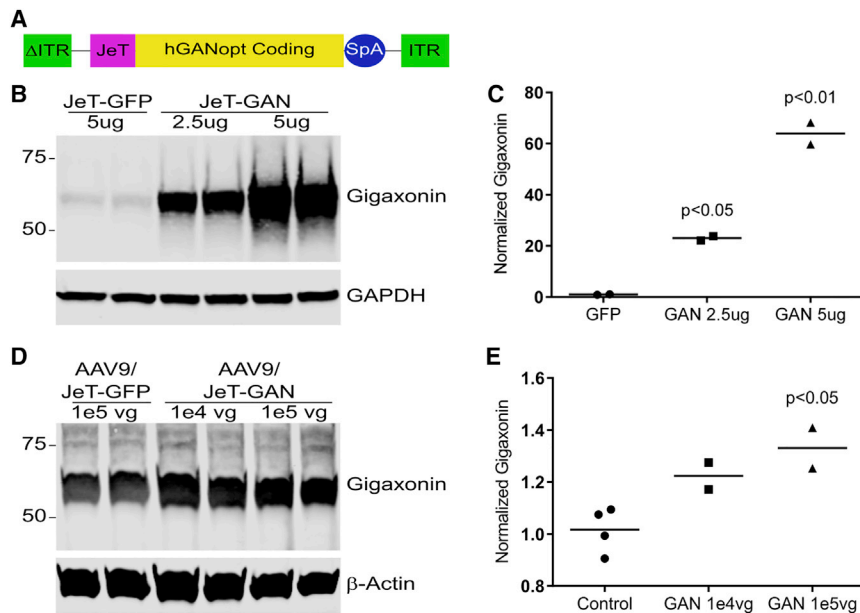 A
ΔITR JeT hGANopt Coding SpA ITR
B
JeT-GFP JeT-GAN
5ug 2.5ug 5ug
75
50
Gigaxonin
GAPDH
C
Normalized Gigaxonin
80
60
40
20
0
p<0.05
p<0.01
GFP GAN 2.5ug GAN 5ug
D
AAV9/ AAV9/
JeT-GFP JeT-GAN
1e5 vg 1e4 vg 1e5 vg
75
50
Gigaxonin
β-Actin
E
Normalized Gigaxonin
1.6
1.4
1.2
1.0
0.8
p<0.05
Control GAN 1e4vg GAN 1e5vg